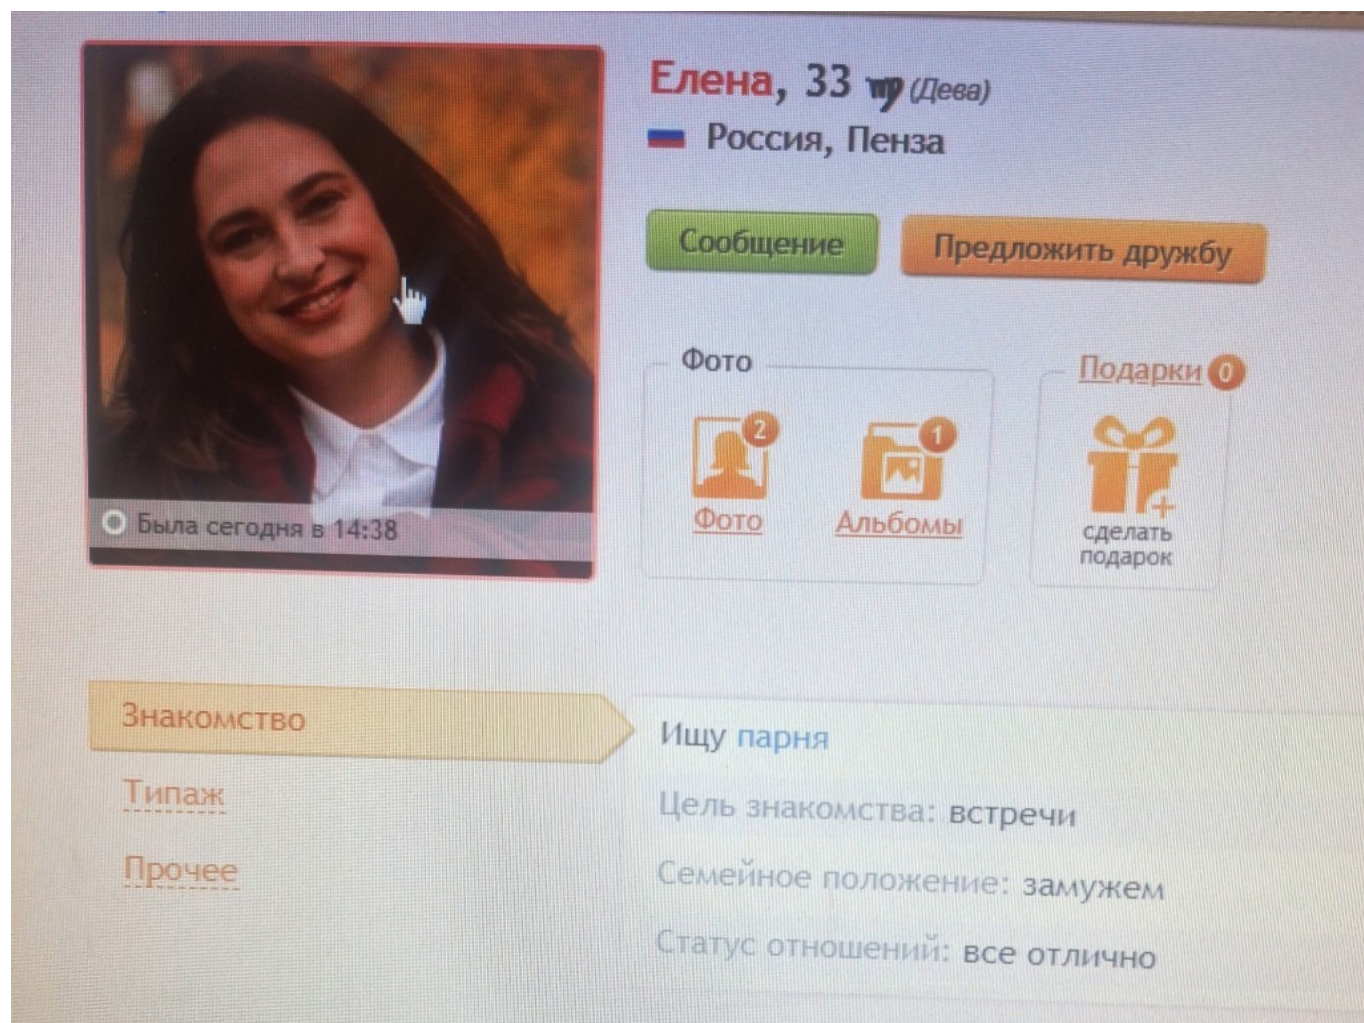 Елена, 33 (Дева)
Россия, Пенза
Сообщение
Предложить дружбу
Фото
Подарки 0
2
1
Фото
Альбомы
сделать
подарок
Была сегодня в 14:38
Знакомство
Типаж
Прочее
Ищу парня
Цель знакомства: встречи
Семейное положение: замужем
Статус отношений: все отлично